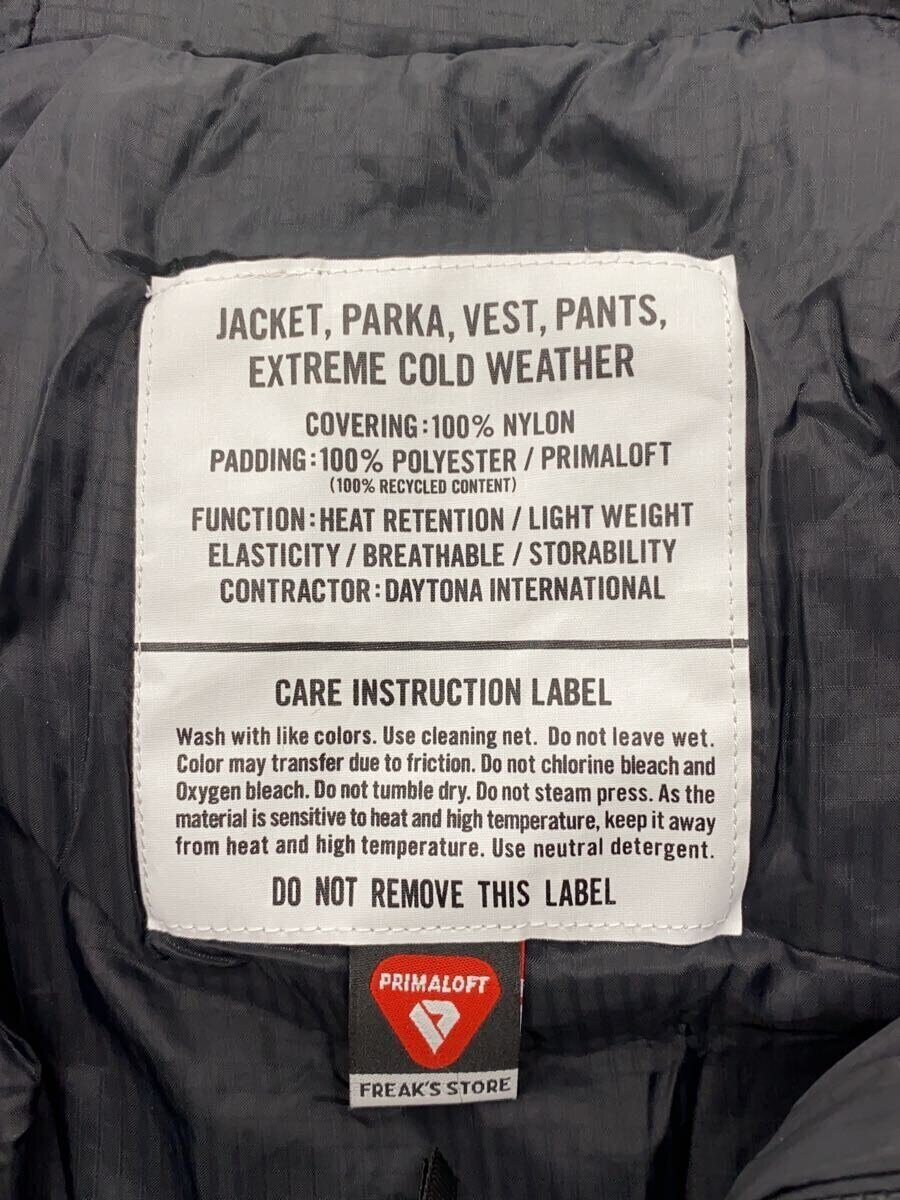 JACKET, PARKA, VEST, PANTS,
EXTREME COLD WEATHER
COVERING:100% NYLON
PADDING:100% POLYESTER / PRIMALOFT
(100% RECYCLED CONTENT)
FUNCTION:HEAT RETENTION / LIGHT WEIGHT
ELASTICITY / BREATHABLE / STORABILITY
CONTRACTOR:DAYTONA INTERNATIONAL
CARE INSTRUCTION LABEL
Wash with like colors. Use cleaning net. Do not leave wet.
Color may transfer due to friction. Do not chlorine bleach and
Oxygen bleach. Do not tumble dry. Do not steam press. As the
material is sensitive to heat and high temperature, keep it away
from heat and high temperature. Use neutral detergent.
DO NOT REMOVE THIS LABEL
PRIMALOFT
FREAK'S STORE